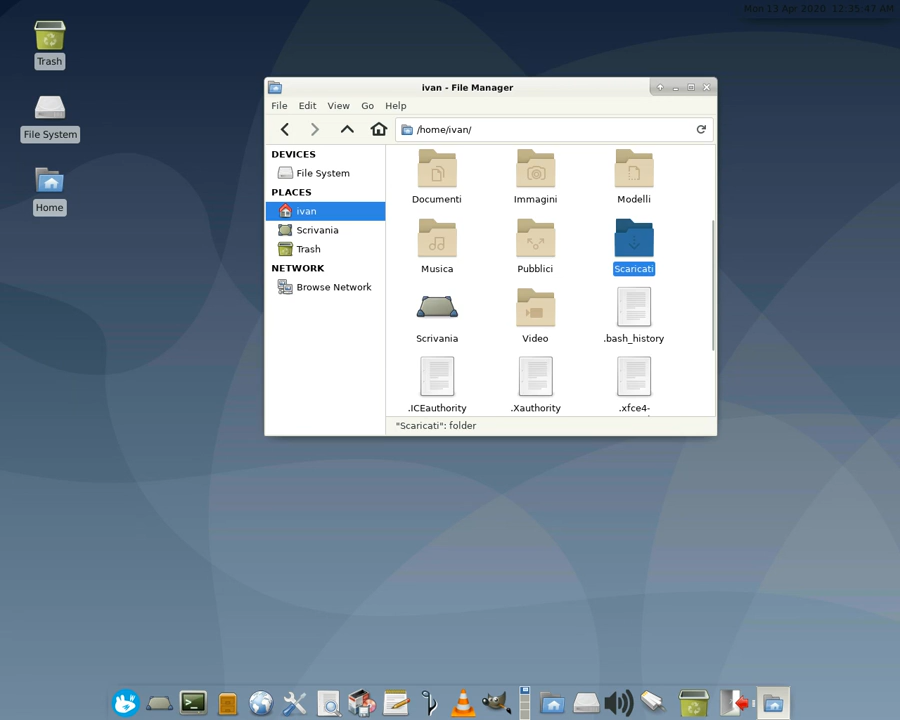 Mon 13 Apr 2020 12:15:47 AM
Trash
File System
Home
ivan - File Manager
File Edit View Go Help
/home/ivan/
DEVICES
File System
PLACES
ivan
Scrivania
Trash
NETWORK
Browse Network
Documenti Immagini Modelli
Musica Pubblici Scaricati
Scrivania Video .bash_history
.ICEauthority .Xauthority .xfce4-
"Scaricati": folder